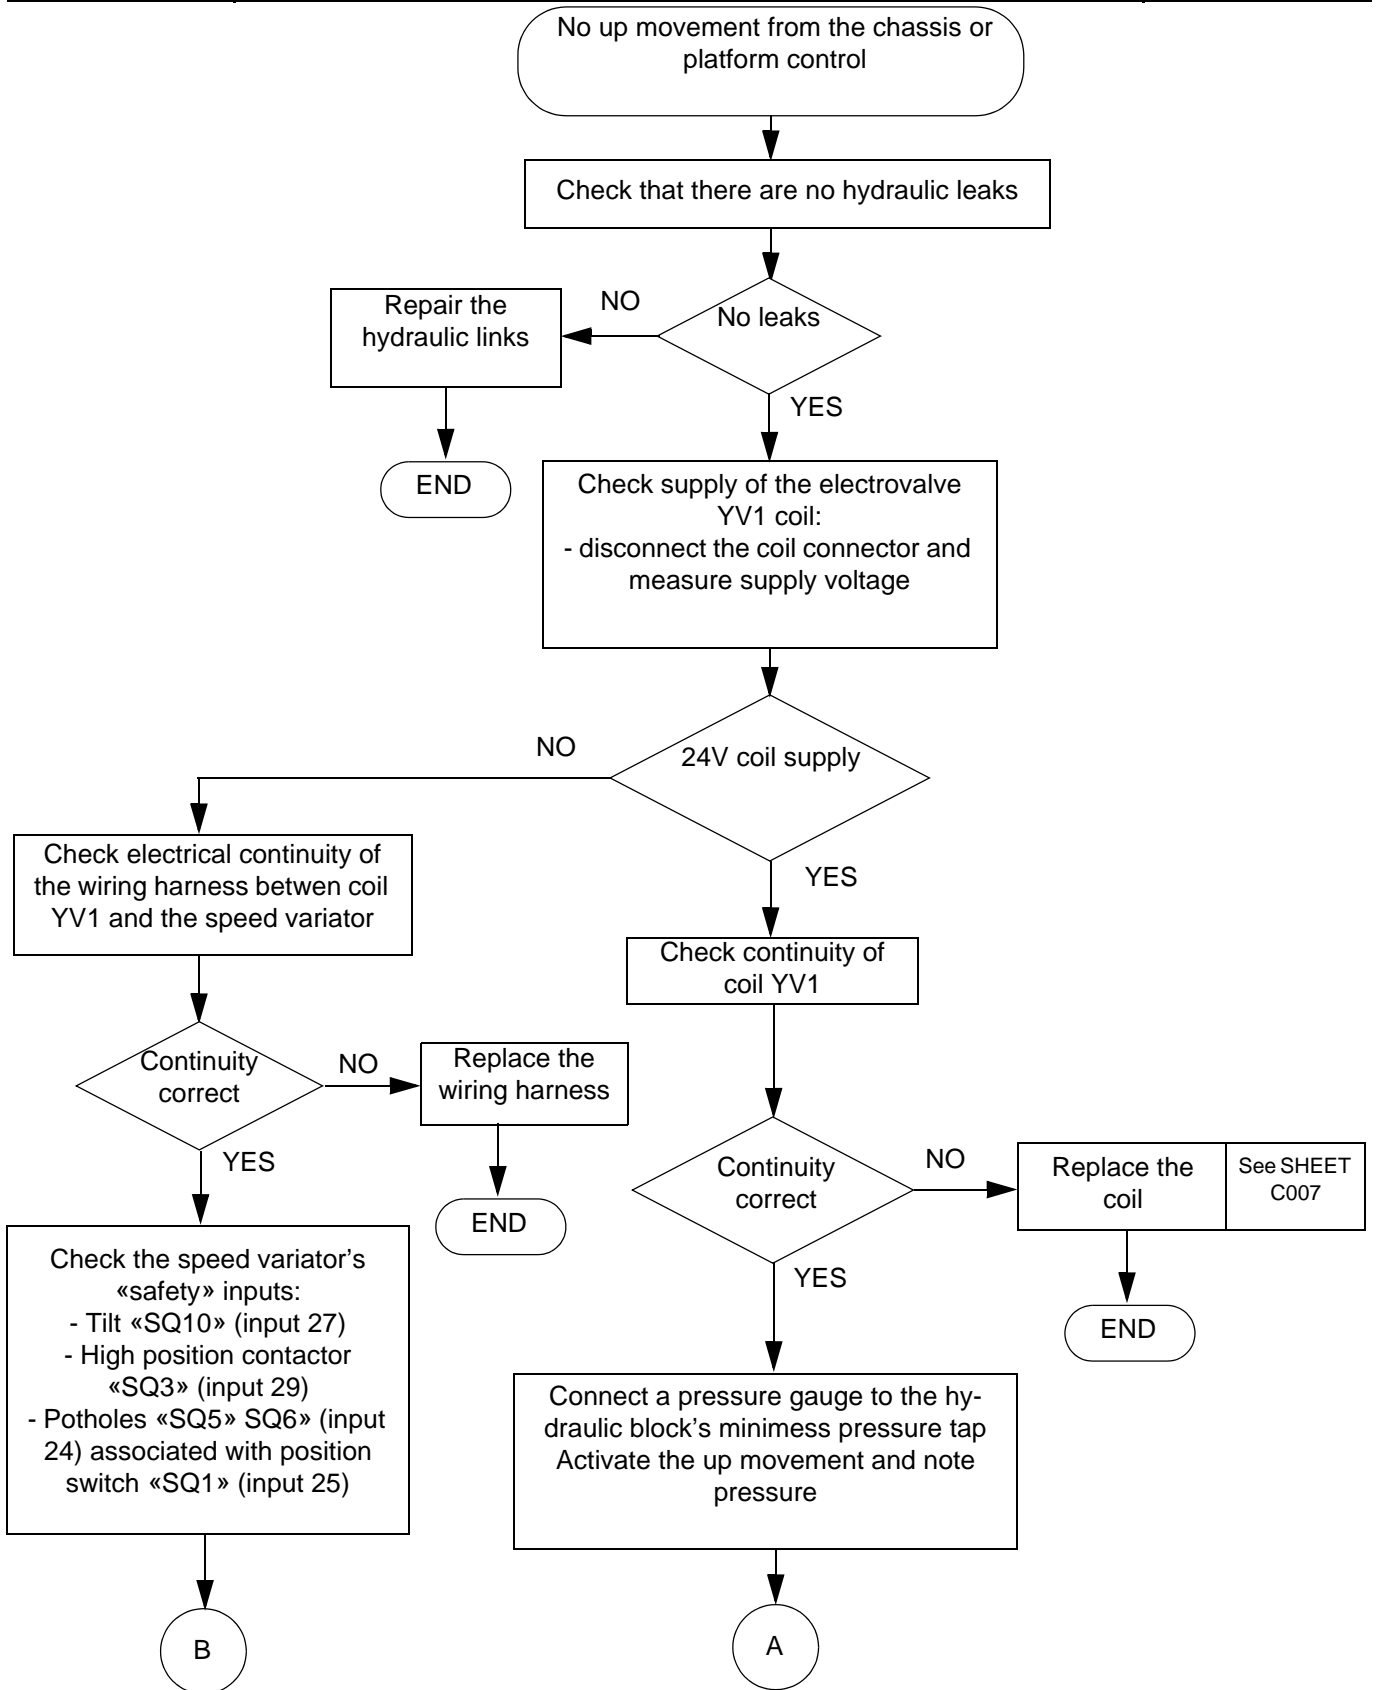 No up movement from the chassis or
platform control
Check that there are no hydraulic leaks
No leaks
NO
Repair the
hydraulic links
END
YES
Check supply of the electrovalve
YV1 coil:
- disconnect the coil connector and
measure supply voltage
24V coil supply
NO
Check electrical continuity of
the wiring harness betwen coil
YV1 and the speed variator
YES
Check continuity of
coil YV1
Continuity
correct
NO
Replace the
wiring harness
END
YES
Continuity
correct
NO
Replace the
coil
See SHEET
C007
END
YES
Check the speed variator’s
«safety» inputs:
- Tilt «SQ10» (input 27)
- High position contactor
«SQ3» (input 29)
- Potholes «SQ5» SQ6» (input
24) associated with position
switch «SQ1» (input 25)
Connect a pressure gauge to the hy-
draulic block’s minimess pressure tap
Activate the up movement and note
pressure
B
A